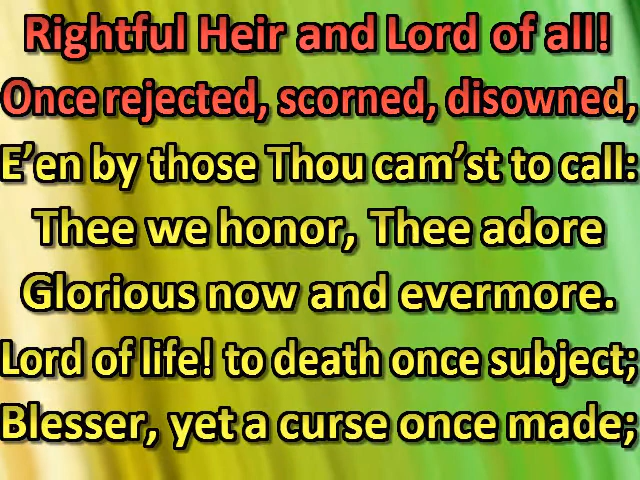 Rightful Heir and Lord of all!
Once rejected, scorned, disowned,
E’en by those Thou cam’st to call:
Thee we honor, Thee adore
Glorious now and evermore.
Lord of life! to death once subject;
Blesser, yet a curse once made;